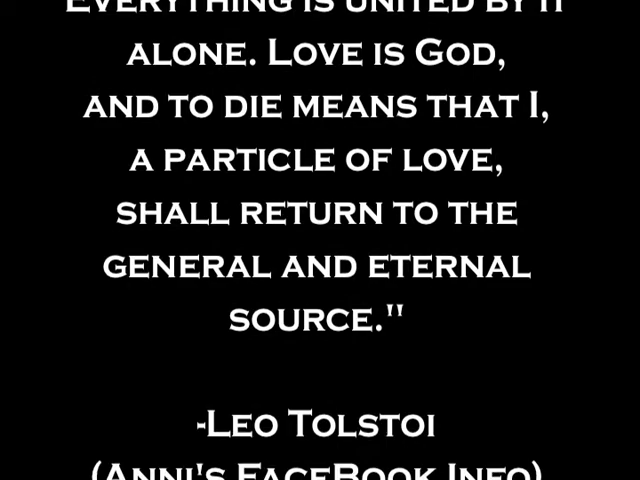 Everything is united by it
alone. Love is God,
and to die means that I,
a particle of love,
shall return to the
general and eternal
source."
-Leo Tolstoi
(Anni's FaceBook Info)